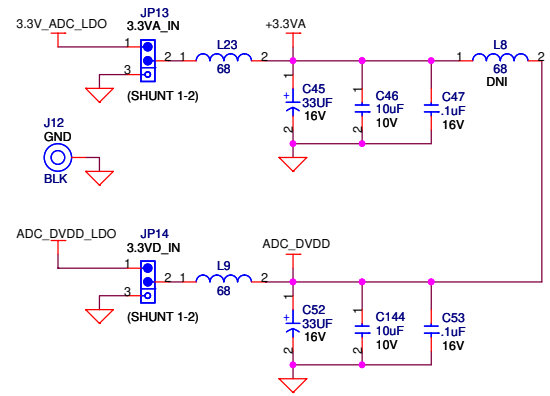 JP13
3.3V_ADC_LDO 3.3VA_IN +3.3VA
L23 L8
1 2 1 2 1 2
68 68
DNI
3
(SHUNT 1-2)
1 + C45 C46 C47
33UF 10uF .1uF
2 16V 10V 16V
J12
GND
BLK
JP14
ADC_DVDD_LDO 3.3VD_IN ADC_DVDD
L9
1 2 1 2
68
3
(SHUNT 1-2)
1 + C52 C144 C53
33UF 10uF .1uF
2 16V 10V 16V